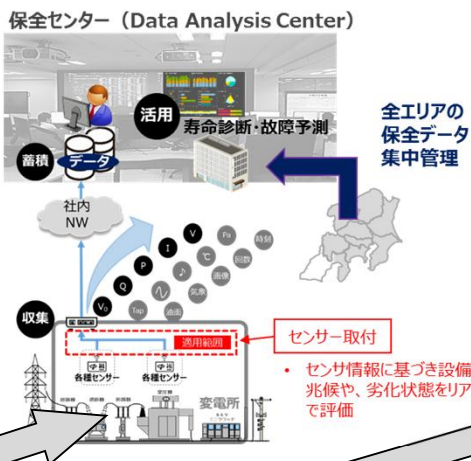 保全センター（Data Analysis Center）
活用
寿命診断・故障予測
蓄積
データ
全エリアの
保全データ
集中管理
社内
NW
V
Pa
時刻
I
℃
回数
P
♪
画像
Q
気象
V₀
Tap
油面
収集
適用範囲
センサー取付
各種センサー
各種センサー
変電所
• センサ情報に基づき設備
兆候や、劣化状態をリア
で評価